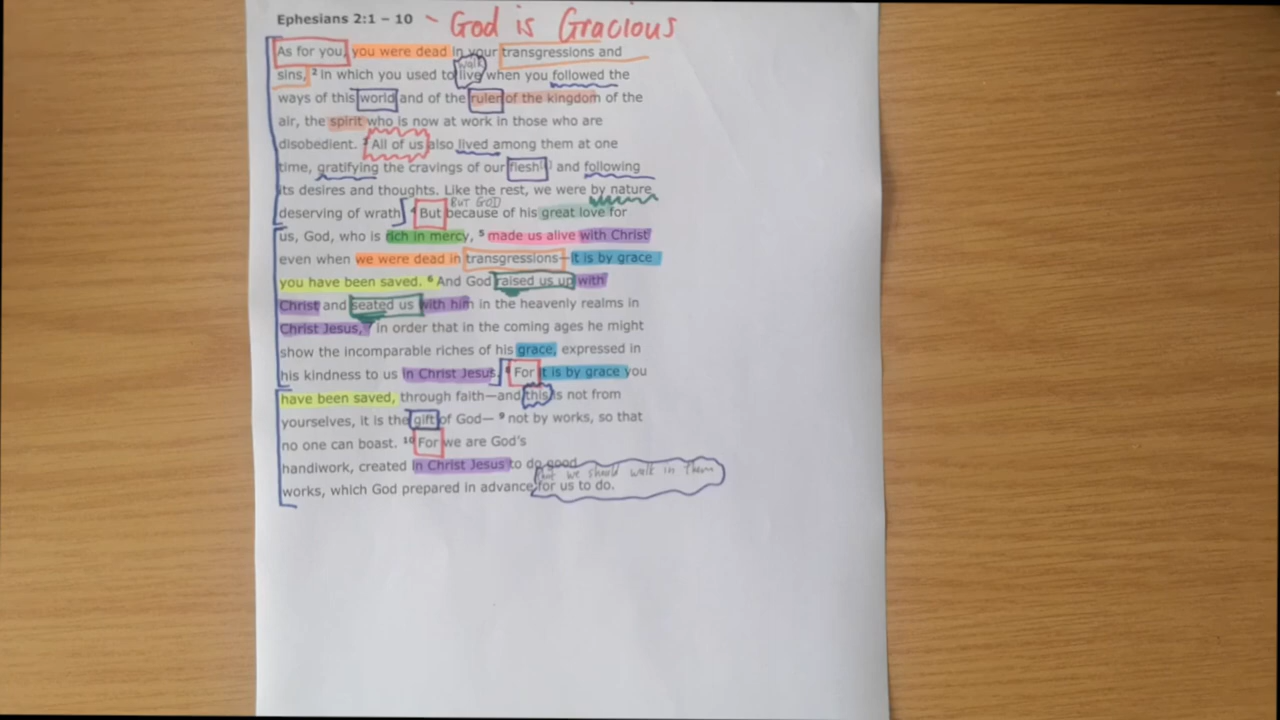 Ephesians 2:1 – 10 ~ God is Gracious
As for you, you were dead in your transgressions and
walk
sins, 2 in which you used to live when you followed the
ways of this world and of the ruler of the kingdom of the
air, the spirit who is now at work in those who are
disobedient. 3 All of us also lived among them at one
time, gratifying the cravings of our flesh and following
its desires and thoughts. Like the rest, we were by nature
BUT GOD
deserving of wrath. 4 But because of his great love for
us, God, who is rich in mercy, 5 made us alive with Christ
even when we were dead in transgressions—it is by grace
you have been saved. 6 And God raised us up with
Christ and seated us with him in the heavenly realms in
Christ Jesus, 7 in order that in the coming ages he might
show the incomparable riches of his grace, expressed in
his kindness to us in Christ Jesus. 8 For it is by grace you
have been saved, through faith—and this is not from
yourselves, it is the gift of God— 9 not by works, so that
no one can boast. 10 For we are God's
handiwork, created in Christ Jesus to do good
that we should walk in them
works, which God prepared in advance for us to do.